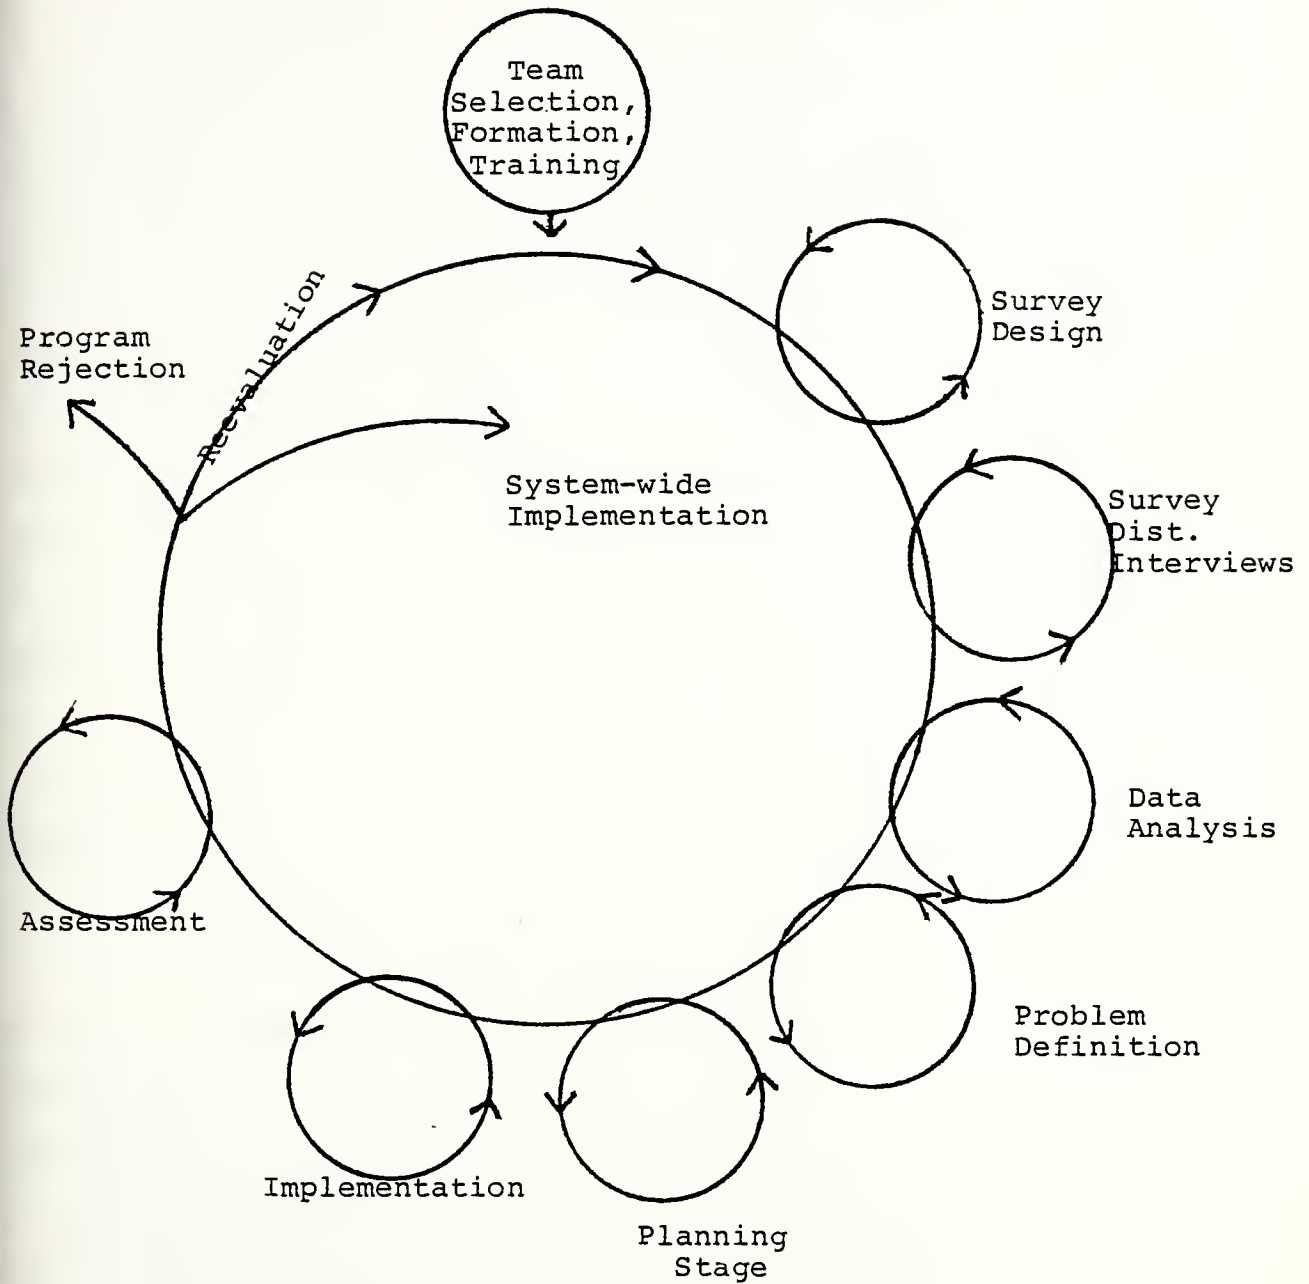 Team
Selection,
Formation,
Training
Survey
Design
Reevaluation
Program
Rejection
System-wide
Implementation
Survey
Dist.
Interviews
Data
Analysis
Assessment
Problem
Definition
Implementation
Planning
Stage